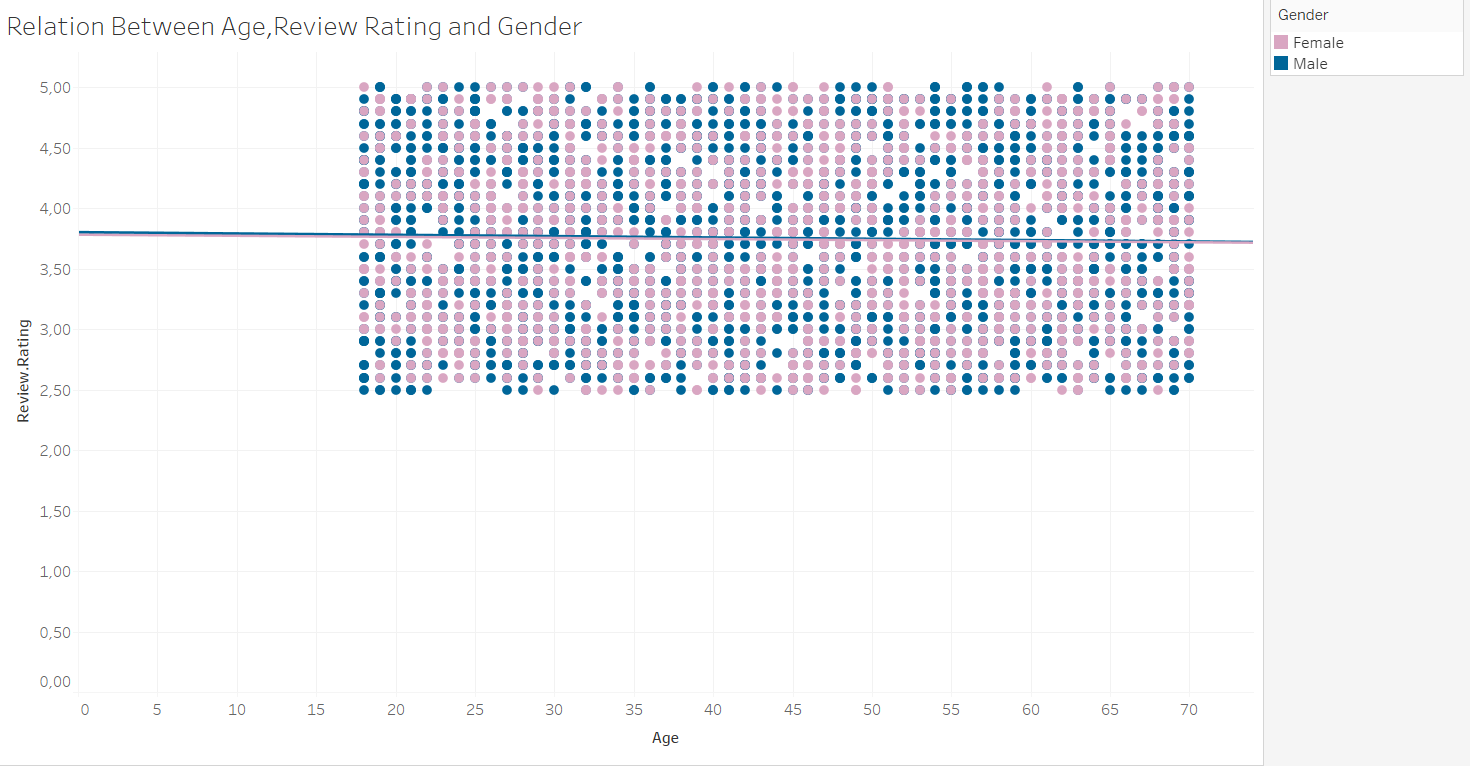 Relation Between Age,Review Rating and Gender
Gender
Female
Male
Review.Rating
5,00
4,50
4,00
3,50
3,00
2,50
2,00
1,50
1,00
0,50
0,00
0 5 10 15 20 25 30 35 40 45 50 55 60 65 70
Age